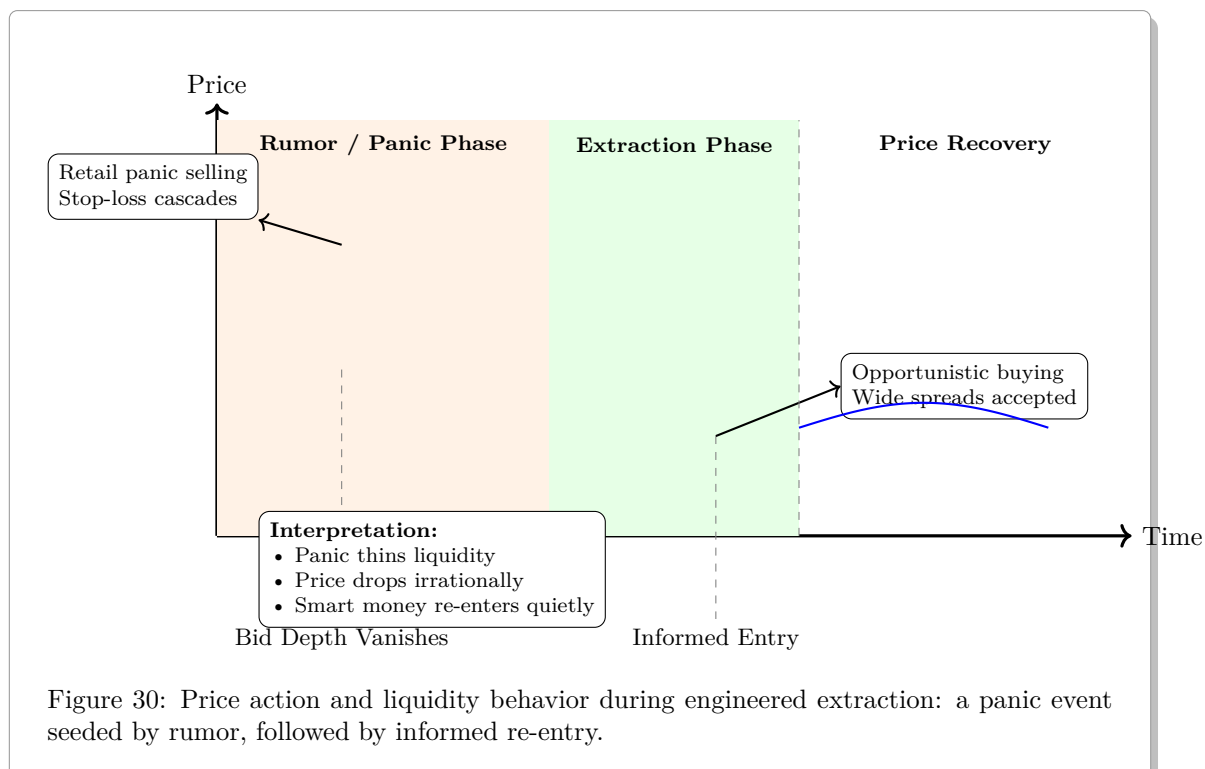 Price
Rumor / Panic Phase
Extraction Phase
Price Recovery
Retail panic selling
Stop-loss cascades
Opportunistic buying
Wide spreads accepted
Time
Interpretation:
• Panic thins liquidity
• Price drops irrationally
• Smart money re-enters quietly
Bid Depth Vanishes
Informed Entry
Figure 30: Price action and liquidity behavior during engineered extraction: a panic event
seeded by rumor, followed by informed re-entry.